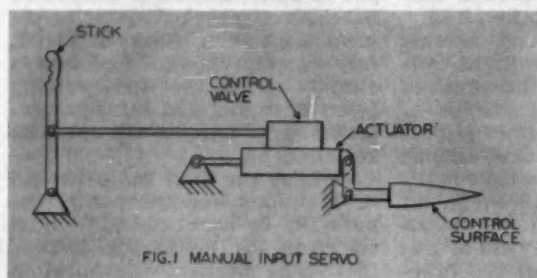 STICK
CONTROL
VALVE
ACTUATOR
CONTROL
SURFACE
FIG.1 MANUAL INPUT SERVO